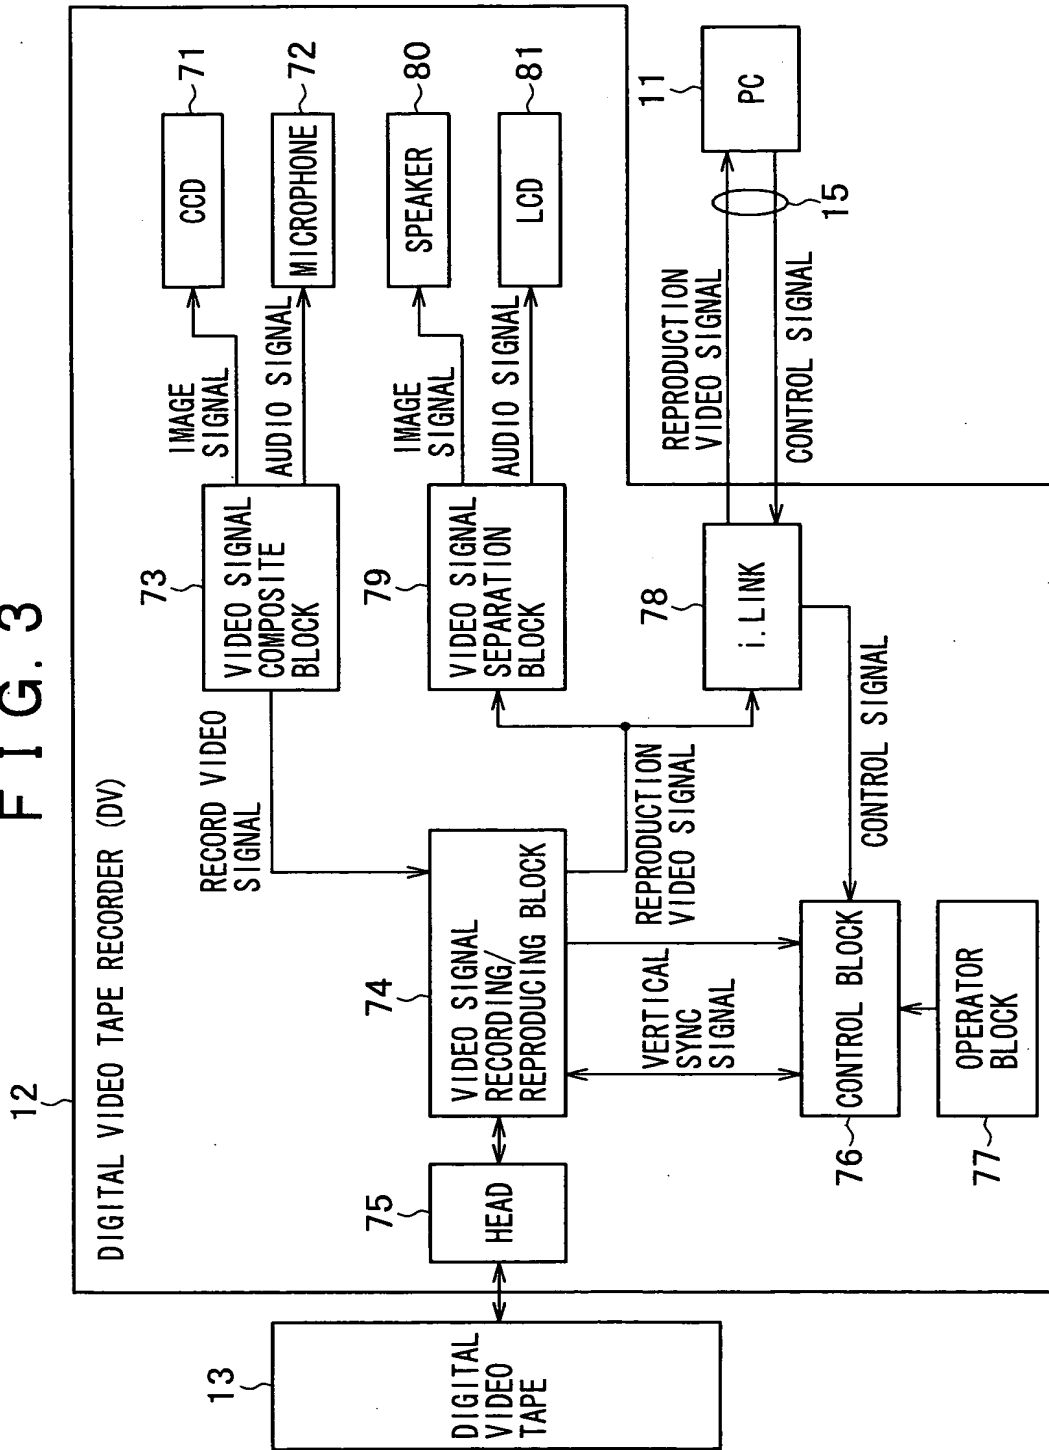 FIG. 3
12
DIGITAL VIDEO TAPE RECORDER (DV)
13
DIGITAL
VIDEO
TAPE
75
HEAD
74
VIDEO SIGNAL
RECORDING/
REPRODUCING BLOCK
RECORD VIDEO
SIGNAL
73
VIDEO SIGNAL
COMPOSITE
BLOCK
IMAGE
SIGNAL
AUDIO SIGNAL
CCD
71
MICROPHONE
72
79
VIDEO SIGNAL
SEPARATION
BLOCK
IMAGE
SIGNAL
AUDIO SIGNAL
SPEAKER
80
LCD
81
REPRODUCTION
VIDEO SIGNAL
VERTICAL
SYNC
SIGNAL
78
i.LINK
REPRODUCTION
VIDEO SIGNAL
CONTROL SIGNAL
15
11
PC
CONTROL SIGNAL
76
CONTROL BLOCK
77
OPERATOR
BLOCK